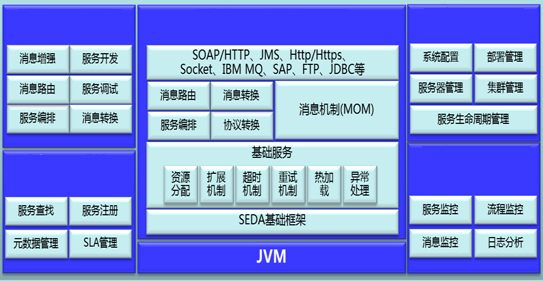 消息增强
服务开发
消息路由
服务调试
服务编排
消息转换
服务查找
服务注册
元数据管理
SLA管理
SOAP/HTTP、JMS、Http/Https、
Socket、IBM MQ、SAP、FTP、JDBC等
消息路由
消息转换
服务编排
协议转换
消息机制(MOM)
基础服务
资源
分配
扩展
机制
超时
机制
重试
机制
热加
载
异常
处理
SEDA基础框架
JVM
系统配置
部署管理
服务器管理
集群管理
服务生命周期管理
服务监控
流程监控
消息监控
日志分析